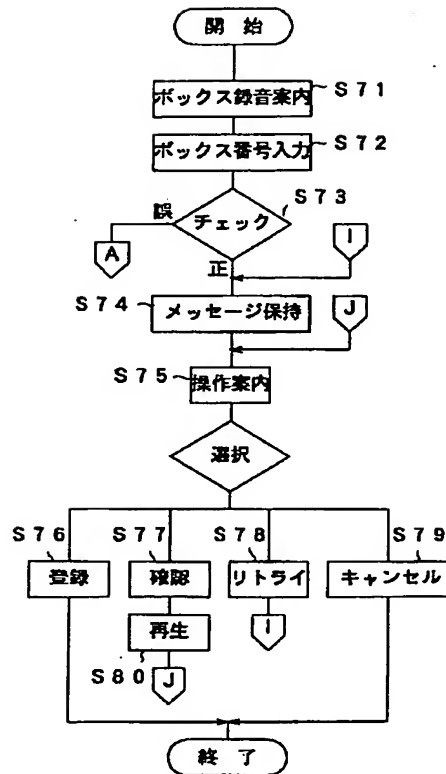 開 始
ボックス録音案内 S71
ボックス番号入力 S72
S73
誤 チェック
A 正 I
S74 メッセージ保持 J
S75
操作案内
選択
S76 S77 S78 S79
登録 確認 リトライ キャンセル
再生 I
S80 J
終 了